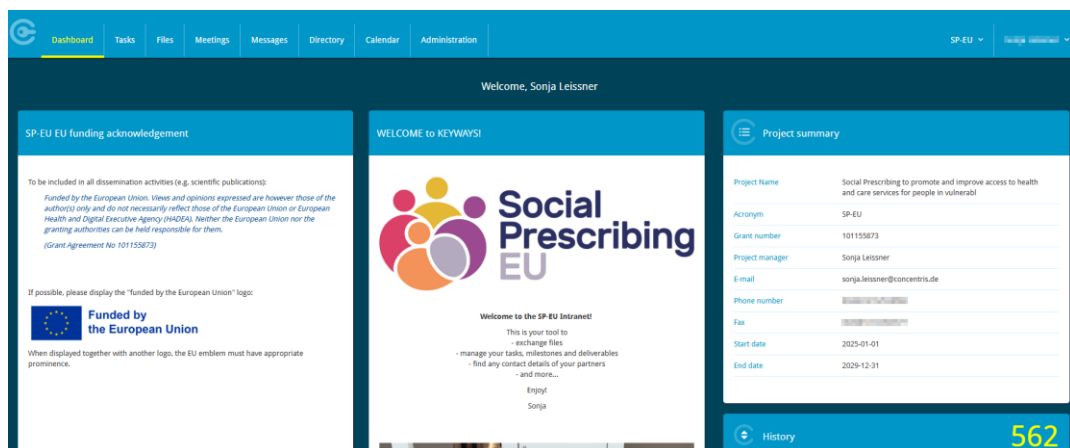 Dashboard
Tasks
Files
Meetings
Messages
Directory
Calendar
Administration
SP-EU
Welcome, Sonja Leissner
SP-EU EU funding acknowledgement
To be included in all dissemination activities (e.g. scientific publications):
Funded by the European Union. Views and opinions expressed are however those of the
author(s) only and do not necessarily reflect those of the European Union or European
Health and Digital Executive Agency (HADEA). Neither the European Union nor the
granting authorities can be held responsible for them.
(Grant Agreement No 101155873)
If possible, please display the "funded by the European Union" logo:
Funded by
the European Union
When displayed together with another logo, the EU emblem must have appropriate
prominence.
WELCOME to KEYWAYS!
Social
Prescribing
EU
Welcome to the SP-EU Intranet!
This is your tool to
- exchange files
- manage your tasks, milestones and deliverables
- find any contact details of your partners
- and more...
Enjoy!
Sonja
Project summary
Project Name
Social Prescribing to promote and improve access to health
and care services for people in vulnerabl
Acronym
SP-EU
Grant number
101155873
Project manager
Sonja Leissner
E-mail
sonja.leissner@concentris.de
Phone number
Fax
Start date
2025-01-01
End date
2029-12-31
History
562